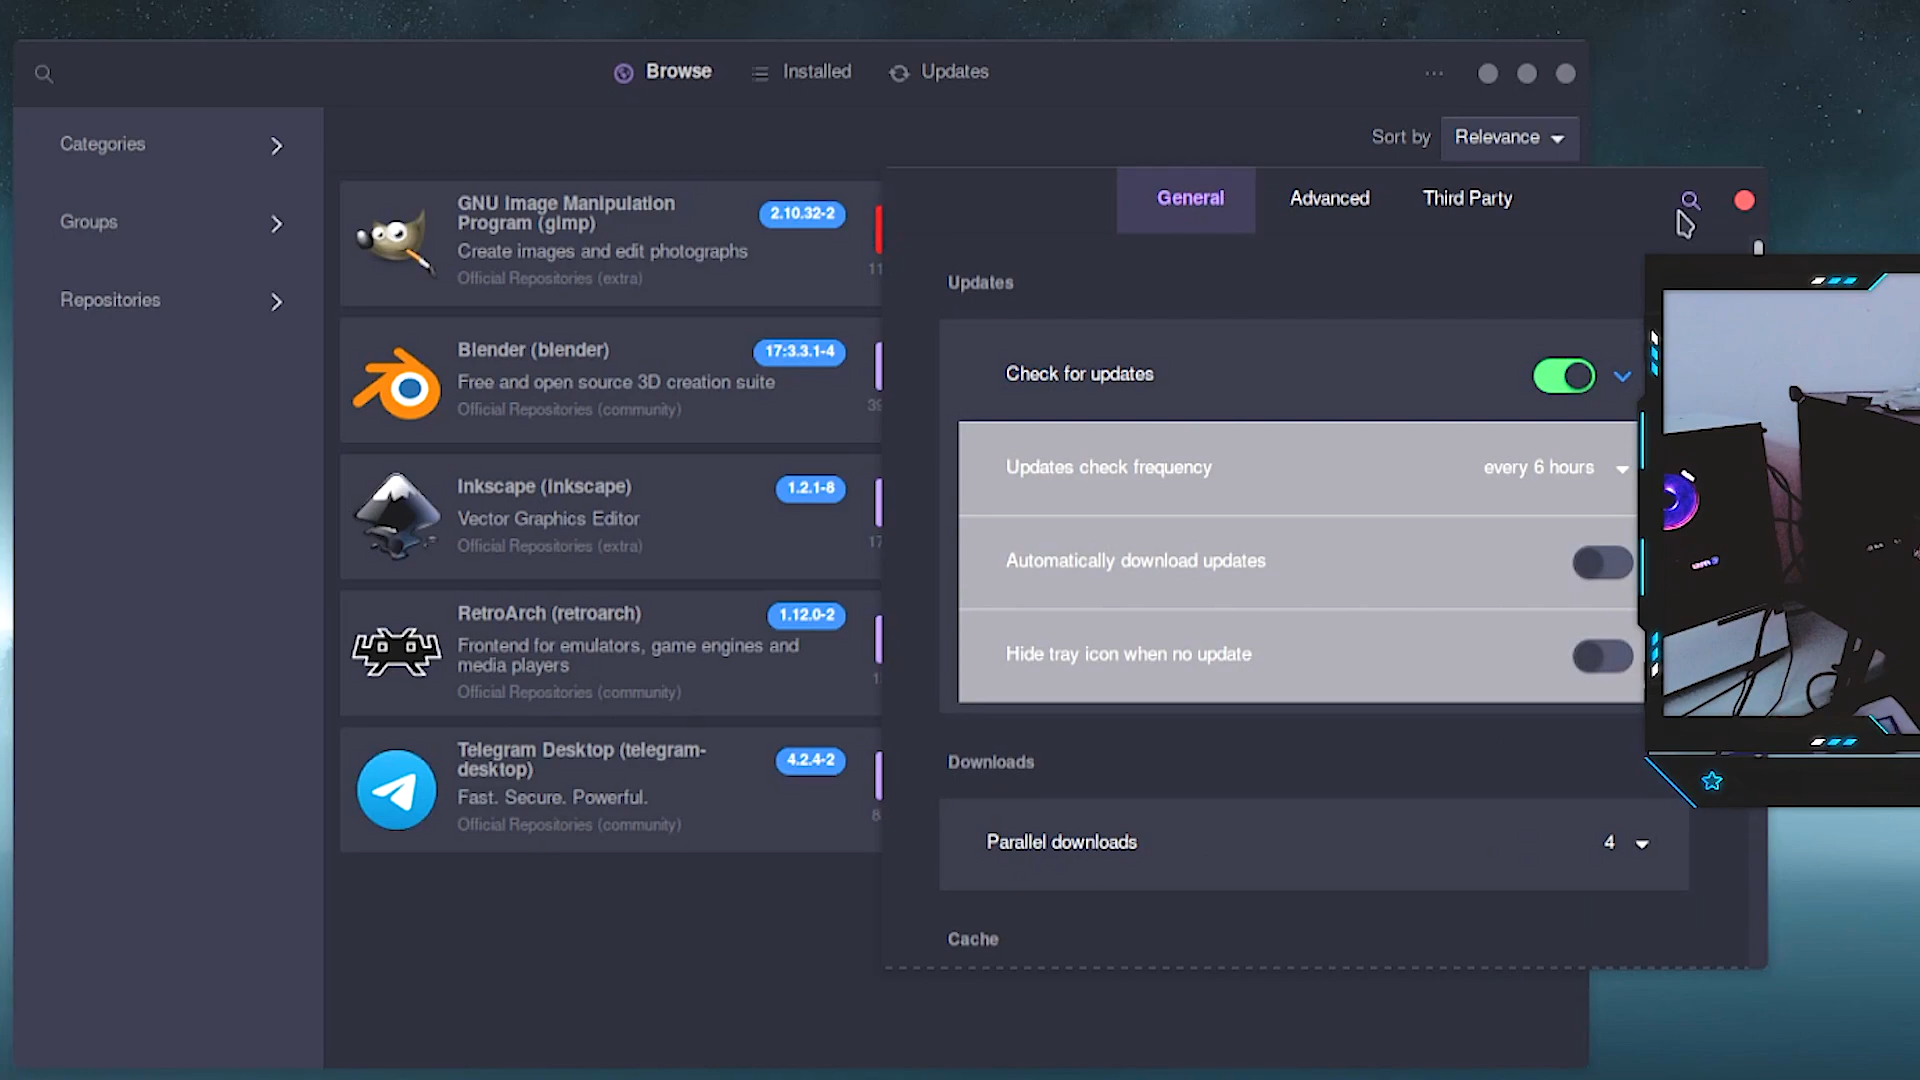 Browse
Installed
Updates
Categories
Groups
Repositories
Sort by
Relevance
GNU Image Manipulation
Program (gimp)
2.10.32-2
Create images and edit photographs
Official Repositories (extra)
11
Blender (blender)
17:3.3.1-4
Free and open source 3D creation suite
Official Repositories (community)
39
Inkscape (inkscape)
1.2.1-8
Vector Graphics Editor
Official Repositories (extra)
17
RetroArch (retroarch)
1.12.0-2
Frontend for emulators, game engines and
media players
Official Repositories (community)
1
Telegram Desktop (telegram-
desktop)
4.2.4-2
Fast. Secure. Powerful.
Official Repositories (community)
8
General
Advanced
Third Party
Updates
Check for updates
Updates check frequency
every 6 hours
Automatically download updates
Hide tray icon when no update
Downloads
Parallel downloads
4
Cache